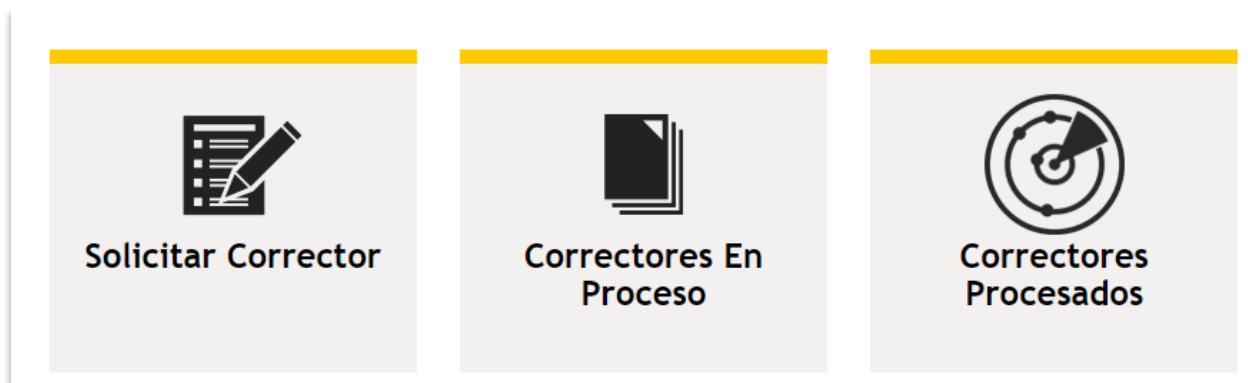 Solicitar Corrector
Correctores En
Proceso
Correctores
Procesados